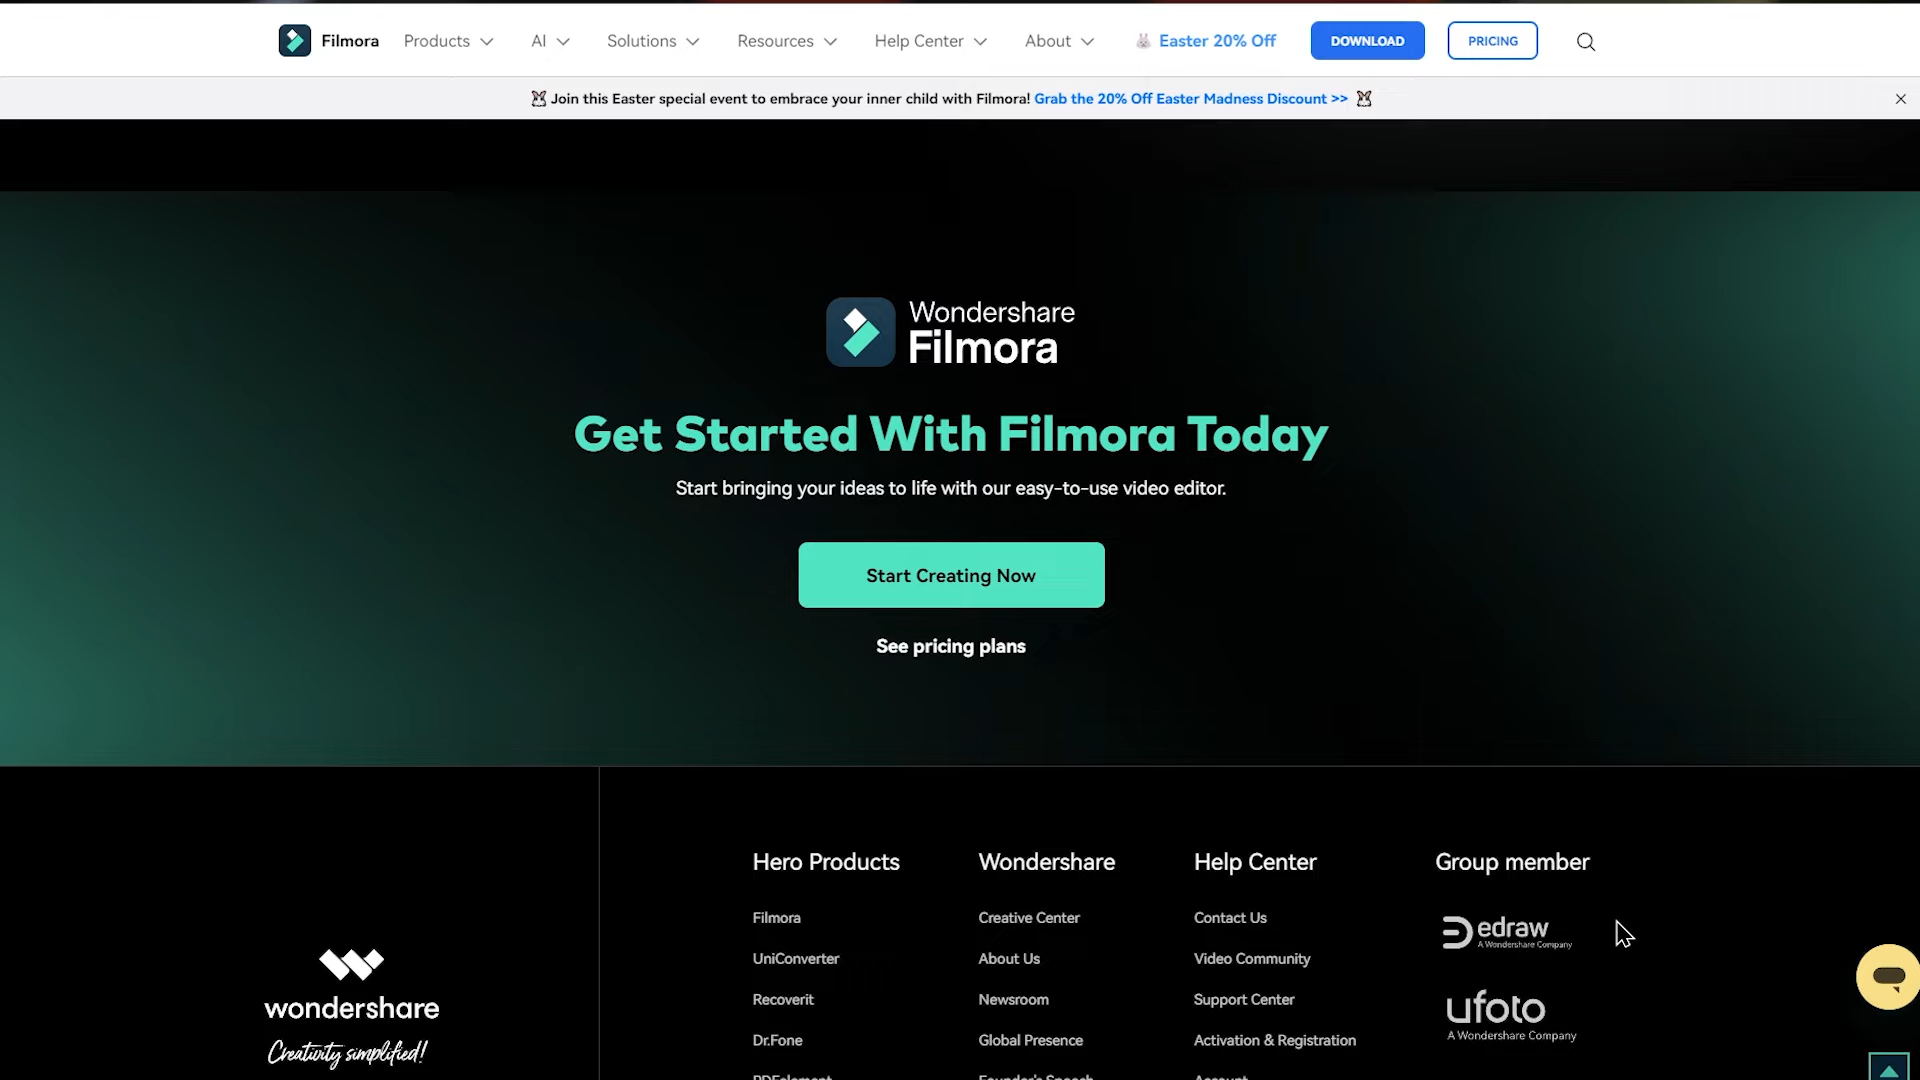 Filmora Products AI Solutions Resources Help Center About Easter 20% Off DOWNLOAD PRICING
Join this Easter special event to embrace your inner child with Filmora! Grab the 20% Off Easter Madness Discount >>
Wondershare
Filmora
Get Started With Filmora Today
Start bringing your ideas to life with our easy-to-use video editor.
Start Creating Now
See pricing plans
wondershare
Creativity simplified!
Hero Products
Filmora
UniConverter
Recoverit
Dr.Fone
PDFelement
Wondershare
Creative Center
About Us
Newsroom
Global Presence
Founder's Speech
Help Center
Contact Us
Video Community
Support Center
Activation & Registration
Account
Group member
edraw
A Wondershare Company
ufoto
A Wondershare Company